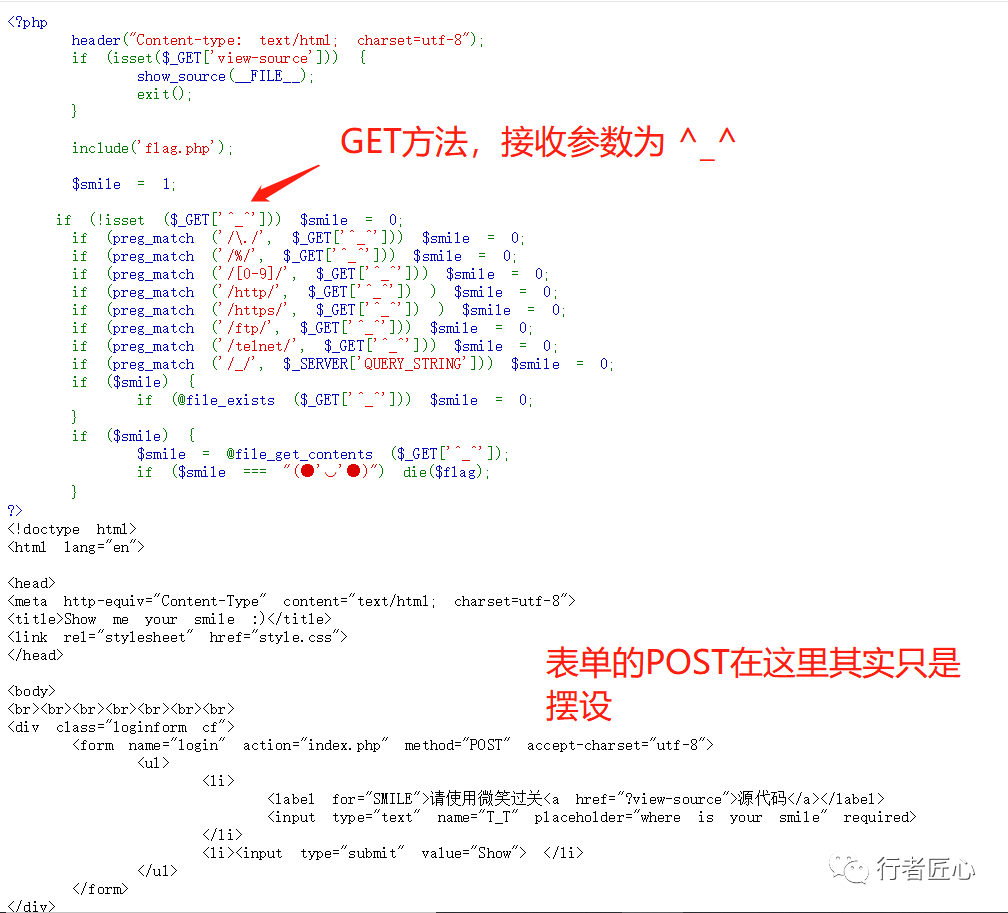 <?php
header("Content-type: text/html; charset=utf-8");
if (isset($_GET['view-source'])) {
show_source(__FILE__);
exit();
}
include('flag.php');
GET方法，接收参数为 ^_^
$smile = 1;
if (!isset ($_GET['^_^'])) $smile = 0;
if (preg_match ('/\./', $_GET['^_^'])) $smile = 0;
if (preg_match ('/%/', $_GET['^_^'])) $smile = 0;
if (preg_match ('/[0-9]/', $_GET['^_^'])) $smile = 0;
if (preg_match ('/http/', $_GET['^_^']) ) $smile = 0;
if (preg_match ('/https/', $_GET['^_^']) ) $smile = 0;
if (preg_match ('/ftp/', $_GET['^_^'])) $smile = 0;
if (preg_match ('/telnet/', $_GET['^_^'])) $smile = 0;
if (preg_match ('/_/', $_SERVER['QUERY_STRING'])) $smile = 0;
if ($smile) {
if (@file_exists ($_GET['^_^'])) $smile = 0;
}
if ($smile) {
$smile = @file_get_contents ($_GET['^_^']);
if ($smile === "(●'◡'●)") die($flag);
}
?>
<!doctype html>
<html lang="en">
<head>
<meta http-equiv="Content-Type" content="text/html; charset=utf-8">
<title>Show me your smile :)</title>
<link rel="stylesheet" href="style.css">
</head>
表单的POST在这里其实只是
摆设
<body>
<br><br><br><br><br><br><br>
<div class="loginform cf">
<form name="login" action="index.php" method="POST" accept-charset="utf-8">
<ul>
<li>
<label for="SMILE">请使用微笑过关<a href="?view-source">源代码</a></label>
<input type="text" name="T_T" placeholder="where is your smile" required>
</li>
<li><input type="submit" value="Show"> </li>
</ul>
</form>
</div>
行者匠心